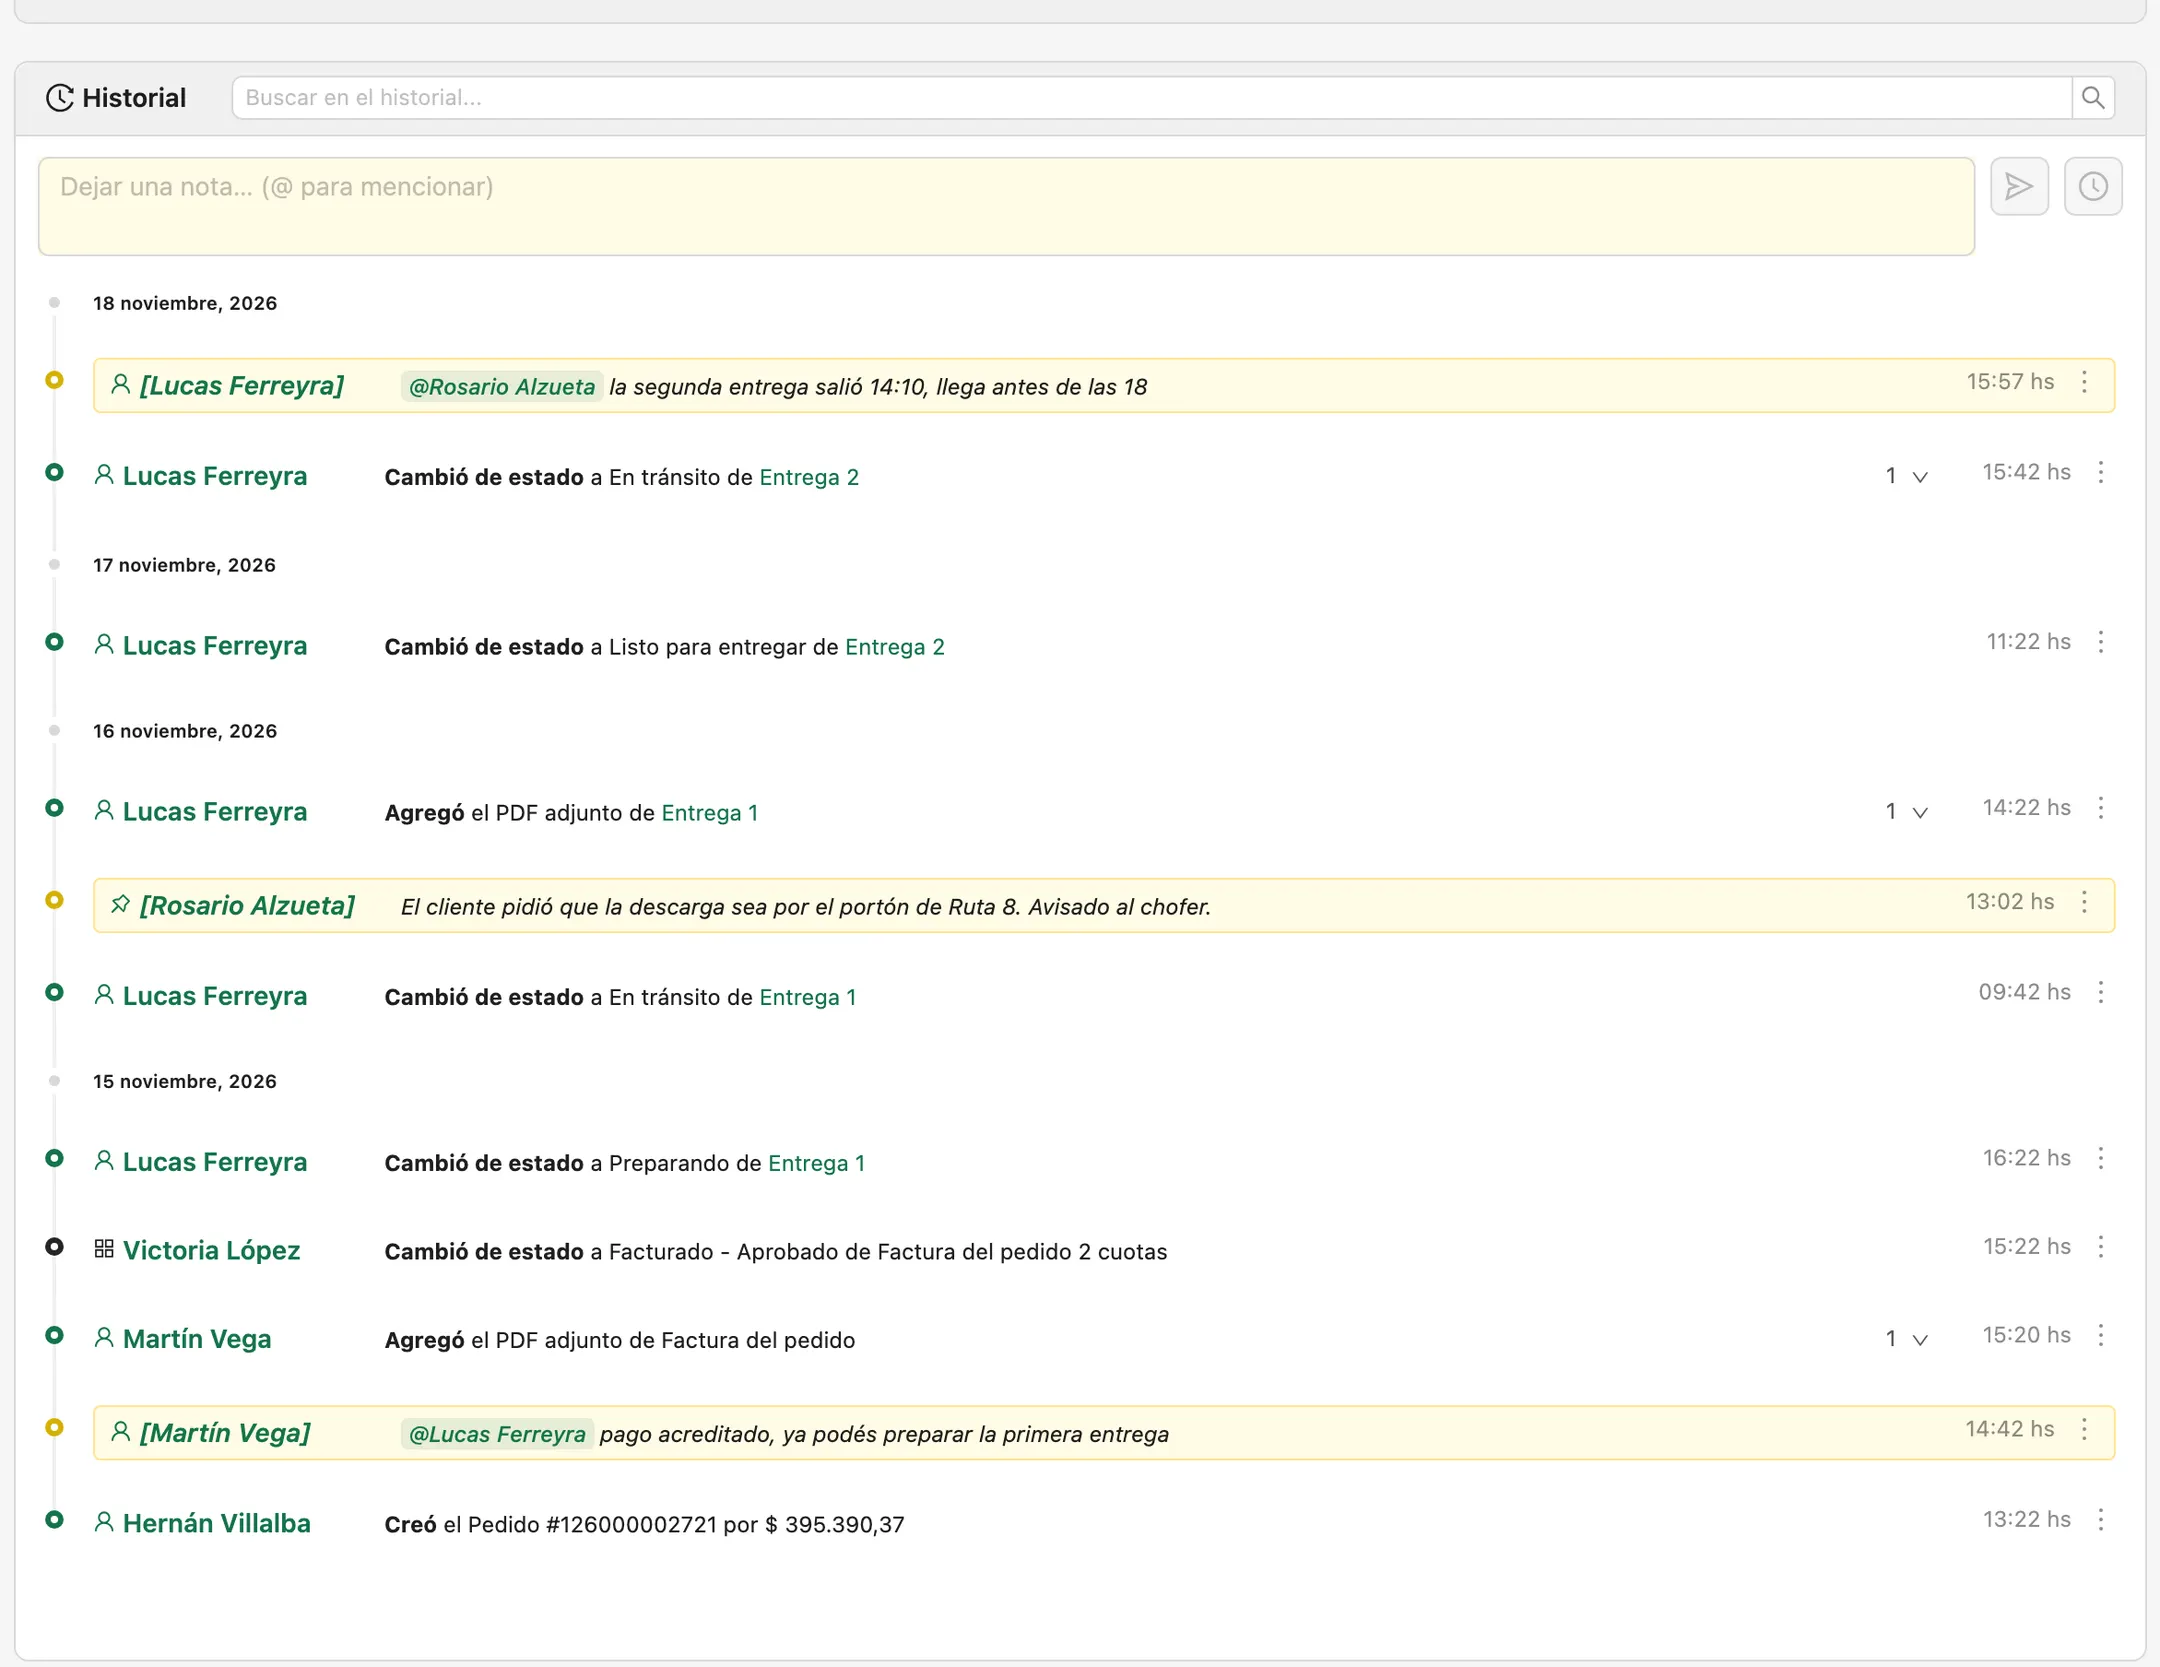 Historial
Buscar en el historial...
Dejar una nota... (@ para mencionar)
18 noviembre, 2026
[Lucas Ferreyra] @Rosario Alzueta la segunda entrega salió 14:10, llega antes de las 18 15:57 hs
Lucas Ferreyra Cambió de estado a En tránsito de Entrega 2 1 15:42 hs
17 noviembre, 2026
Lucas Ferreyra Cambió de estado a Listo para entregar de Entrega 2 11:22 hs
16 noviembre, 2026
Lucas Ferreyra Agregó el PDF adjunto de Entrega 1 1 14:22 hs
[Rosario Alzueta] El cliente pidió que la descarga sea por el portón de Ruta 8. Avisado al chofer. 13:02 hs
Lucas Ferreyra Cambió de estado a En tránsito de Entrega 1 09:42 hs
15 noviembre, 2026
Lucas Ferreyra Cambió de estado a Preparando de Entrega 1 16:22 hs
Victoria López Cambió de estado a Facturado - Aprobado de Factura del pedido 2 cuotas 15:22 hs
Martín Vega Agregó el PDF adjunto de Factura del pedido 1 15:20 hs
[Martín Vega] @Lucas Ferreyra pago acreditado, ya podés preparar la primera entrega 14:42 hs
Hernán Villalba Creó el Pedido #126000002721 por $ 395.390,37 13:22 hs